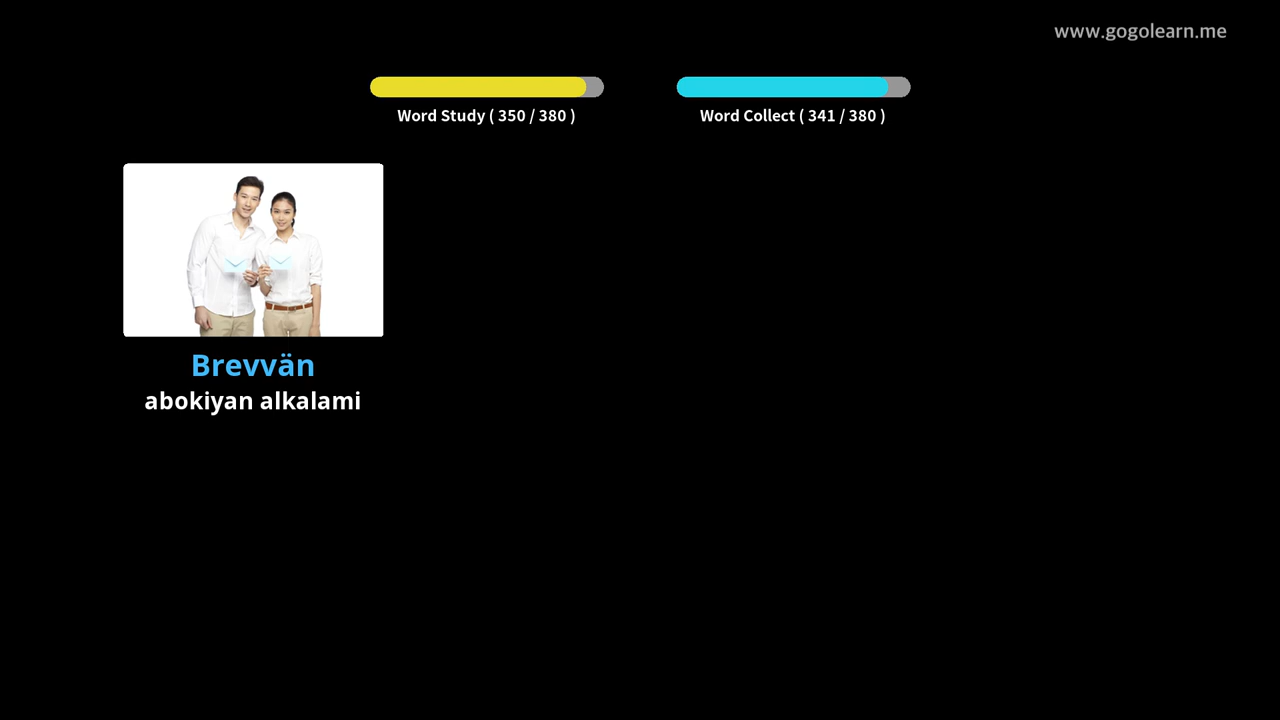 www.gogolearn.me
Word Study ( 350 / 380 )
Word Collect ( 341 / 380 )
Brevvän
abokiyan alkalami